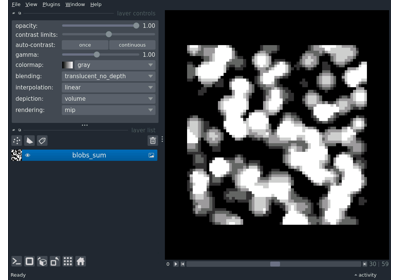 File View Plugins Window Help
layer controls
opacity: 1.00
contrast limits:
auto-contrast: once continuous
gamma: 1.00
colormap: gray
blending: translucent_no_depth
interpolation: linear
depiction: volume
rendering: mip
layer list
blobs_sum
30 59
Ready activity